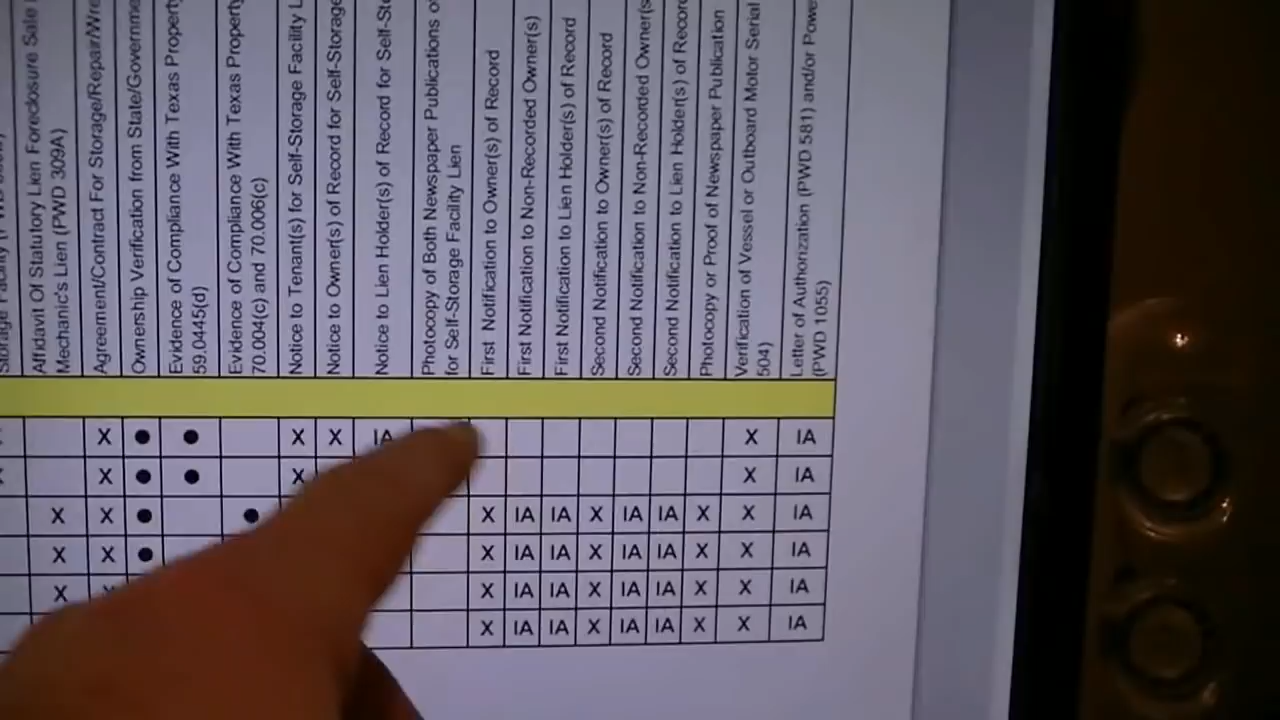 Affidavit Of Statutory Lien Foreclosure Sale
Mechanic's Lien (PWD 309A)
Agreement/Contract For Storage/Repair/
Ownership Verification from
Evidence of Compliance With Texas Property
59.0445(d)
Evidence of Compliance With Texas Property
70.004(c) and 70.006(c)
Notice to Tenant(s) for Self-Storage Facility
Notice to Owner(s) of Record for Self-Storage
Notice to Lien Holder(s) of Record for
Photocopy of Both Newspaper Publications
for Self-Storage Facility Lien
First Notification to Owner(s) of Record
First Notification to Non-Recorded Owner(s)
First Notification to Lien Holder(s) of Record
Second Notification to Owner(s) of Record
Second Notification to Non-Recorded
Second Notification to Lien Holder(s) of Record
Photocopy or Proof of Newspaper Publication
Verification of Vessel or Outboard Motor Serial
504)
Letter of Authorization (PWD 581) and/or
(PWD 1055)
X ● ● X X IA X IA
X ● ● X X IA
X X ● ● X IA IA X IA IA X X IA
X X ● X IA IA X IA IA X X IA
X X IA IA X IA IA X X IA
X IA IA X IA IA X X IA